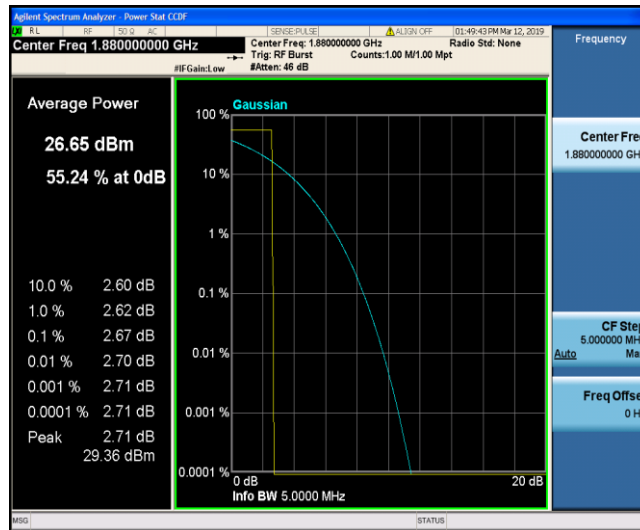 Agilent Spectrum Analyzer - Power Stat CCDF
RL RF 50 Ω AC SENSE:PULSE ALIGN OFF 01:49:43 PM Mar 12, 2019
Center Freq 1.880000000 GHz
Center Freq: 1.880000000 GHz Radio Std: None
Trig: RF Burst Counts:1.00 M/1.00 Mpt
#IFGain:Low #Atten: 46 dB
Frequency
Average Power
26.65 dBm
55.24 % at 0dB
10.0 % 2.60 dB
1.0 % 2.62 dB
0.1 % 2.67 dB
0.01 % 2.70 dB
0.001 % 2.71 dB
0.0001 % 2.71 dB
Peak 2.71 dB
29.36 dBm
Gaussian
100 %
10 %
1 %
0.1 %
0.01 %
0.001 %
0.0001 %
0 dB 20 dB
Info BW 5.0000 MHz
Center Fre
1.880000000 GH
CF Step
5.000000 MH
Auto Ma
Freq Offse
0 H
MSG STATUS